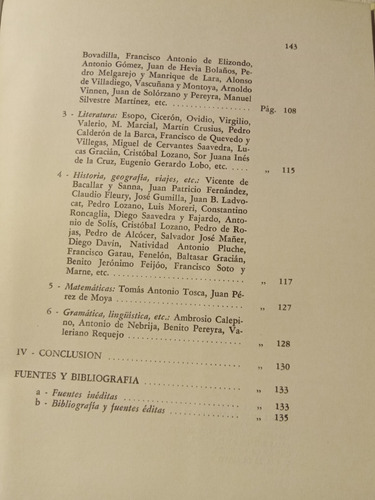 143
Bovadilla, Francisco Antonio de Elizondo,
Antonio Gómez, Juan de Hevia Bolaños, Pe-
dro Melgarejo y Manrique de Lara, Alonso
de Villadiego, Vascuñana y Montoya, Arnoldo
Vinnen, Juan de Solórzano y Pereyra, Manuel
Silvestre Martínez, etc. . . . . . . . . . . . . . . . . Pág. 108
3 - Literatura: Esopo, Cicerón, Ovidio, Virgilio,
Valerio, M. Marcial, Martin Crusius, Pedro
Calderón de la Barca, Francisco de Quevedo y
Villegas, Miguel de Cervantes Saavedra, Lu-
cas Gracián, Cristóbal Lozano, Sor Juana Inés
de la Cruz, Eugenio Gerardo Lobo, etc. . . . . „ 115
4 - Historia, geografía, viajes, etc.: Vicente de
Bacallar y Sanna, Juan Patricio Fernández,
Claudio Fleury, José Gumilla, Juan B. Ladvo-
cat, Pedro Lozano, Luis Moreri, Constantino
Roncaglia, Diego Saavedra y Fajardo, Anto-
nio de Solís, Cristóbal Lozano, Pedro de Ro-
jas, Pedro de Alcócer, Salvador José Mañer,
Diego Davín, Natividad Antonio Pluche,
Francisco Garau, Fenelón, Baltasar Gracián,
Benito Jerónimo Feijóo, Francisco Soto y
Marne, etc. . . . . . . . . . . . . . . . . . . . . . „ 117
5 - Matemáticas: Tomás Antonio Tosca, Juan Pé-
rez de Moya . . . . . . . . . . . . . . . . . . . . . „ 127
6 - Gramática, lingüística, etc.: Ambrosio Cale-
pino, Antonio de Nebrija, Benito Pereyra, Va-
leriano Requejo . . . . . . . . . . . . . . . . . . . „ 128
IV - CONCLUSION . . . . . . . . . . . . . . . . . . . „ 130
FUENTES Y BIBLIOGRAFIA . . . . . . . . . . . . . . . „ 133
a - Fuentes inéditas . . . . . . . . . . . . . . . . . „ 133
b - Bibliografía y fuentes éditas . . . . . . . . . . . „ 135